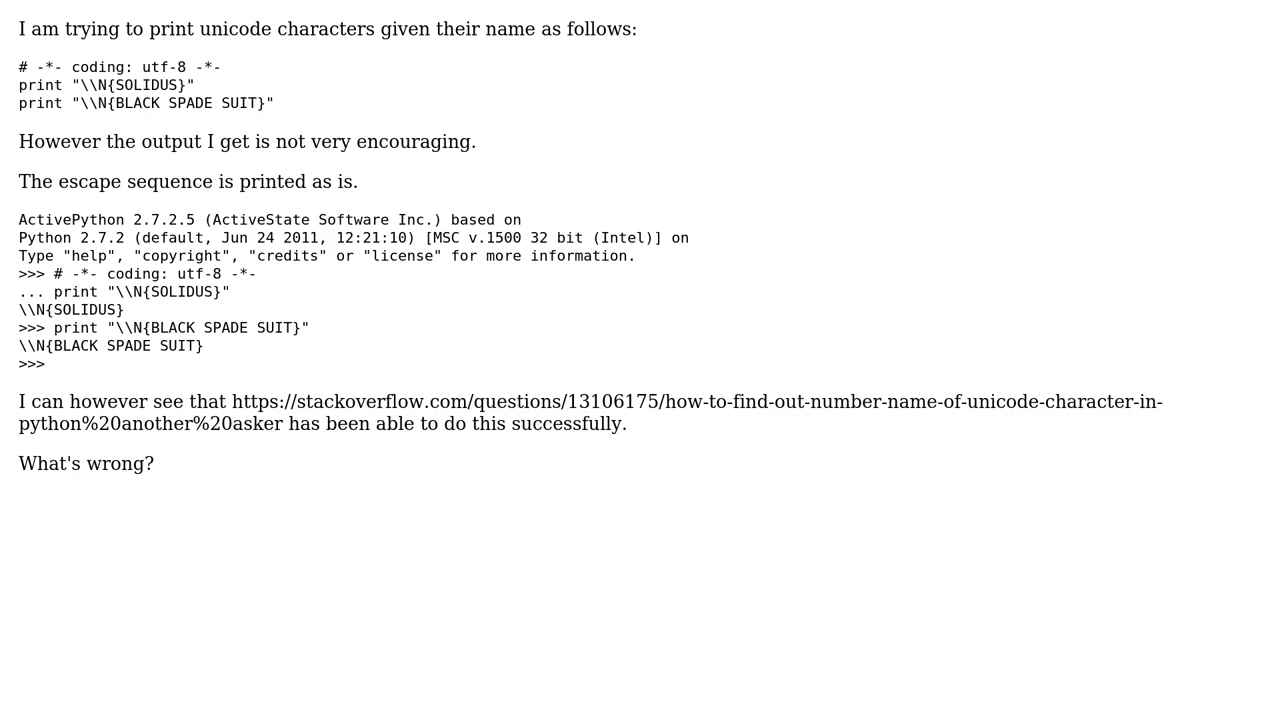 I am trying to print unicode characters given their name as follows:
# -*- coding: utf-8 -*-
print "\\N{SOLIDUS}"
print "\\N{BLACK SPADE SUIT}"
However the output I get is not very encouraging.
The escape sequence is printed as is.
ActivePython 2.7.2.5 (ActiveState Software Inc.) based on
Python 2.7.2 (default, Jun 24 2011, 12:21:10) [MSC v.1500 32 bit (Intel)] on
Type "help", "copyright", "credits" or "license" for more information.
>>> # -*- coding: utf-8 -*-
... print "\\N{SOLIDUS}"
\\N{SOLIDUS}
>>> print "\\N{BLACK SPADE SUIT}"
\\N{BLACK SPADE SUIT}
>>>
I can however see that https://stackoverflow.com/questions/13106175/how-to-find-out-number-name-of-unicode-character-in-
python%20another%20asker has been able to do this successfully.
What's wrong?